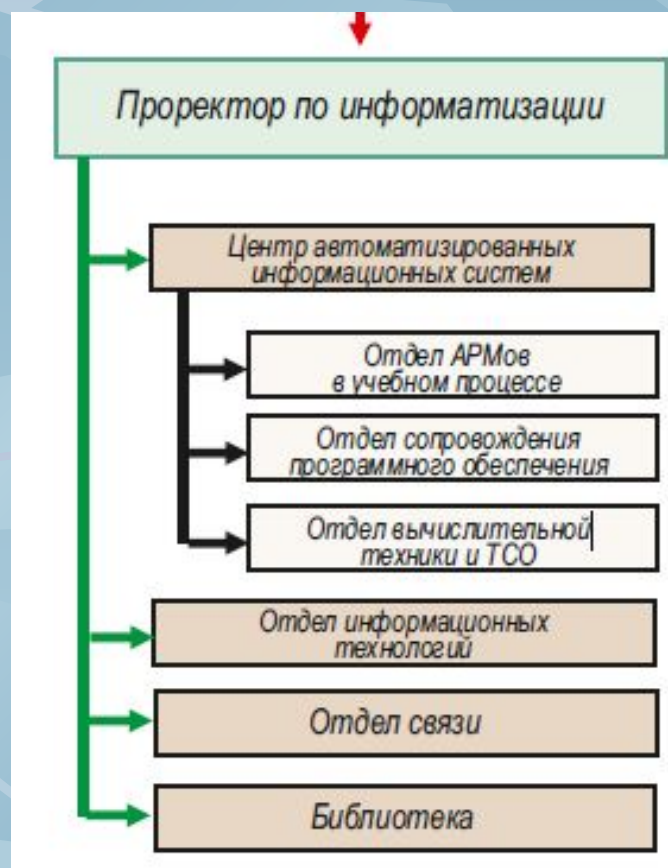 Проректор по информатизации
Центр автоматизированных
информационных систем
Отдел АРМов
в учебном процессе
Отдел сопровождения
программного обеспечения
Отдел вычислительной
техники и ТСО
Отдел информационных
технологий
Отдел связи
Библиотека